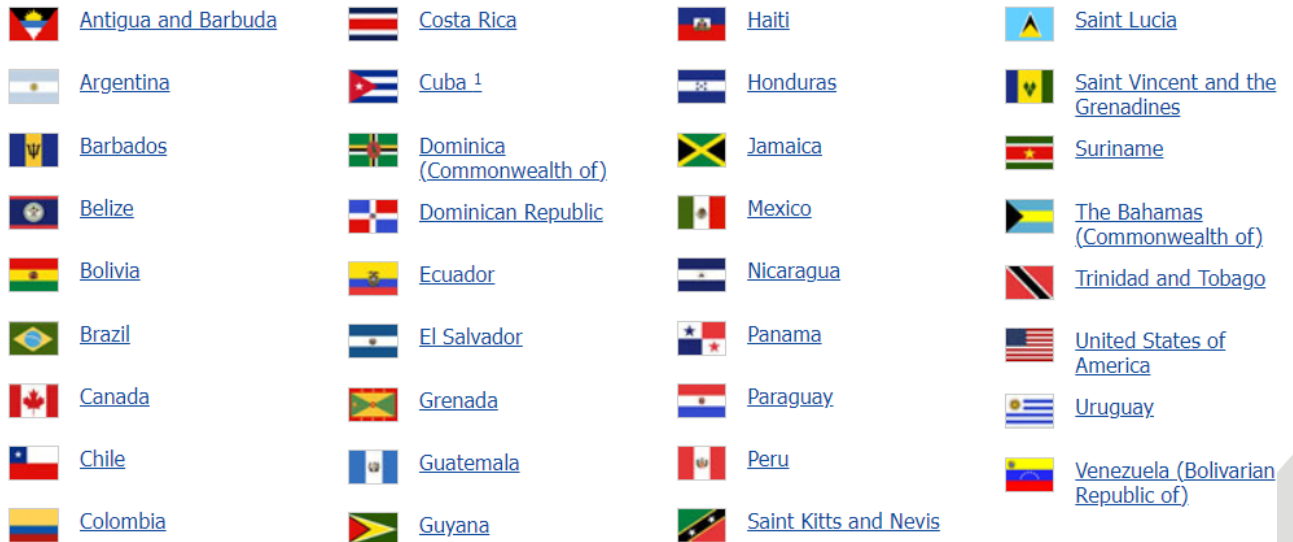 Antigua and Barbuda
Argentina
Barbados
Belize
Bolivia
Brazil
Canada
Chile
Colombia
Costa Rica
Cuba 1
Dominica
(Commonwealth of)
Dominican Republic
Ecuador
El Salvador
Grenada
Guatemala
Guyana
Haiti
Honduras
Jamaica
Mexico
Nicaragua
Panama
Paraguay
Peru
Saint Kitts and Nevis
Saint Lucia
Saint Vincent and the
Grenadines
Suriname
The Bahamas
(Commonwealth of)
Trinidad and Tobago
United States of
America
Uruguay
Venezuela (Bolivarian
Republic of)